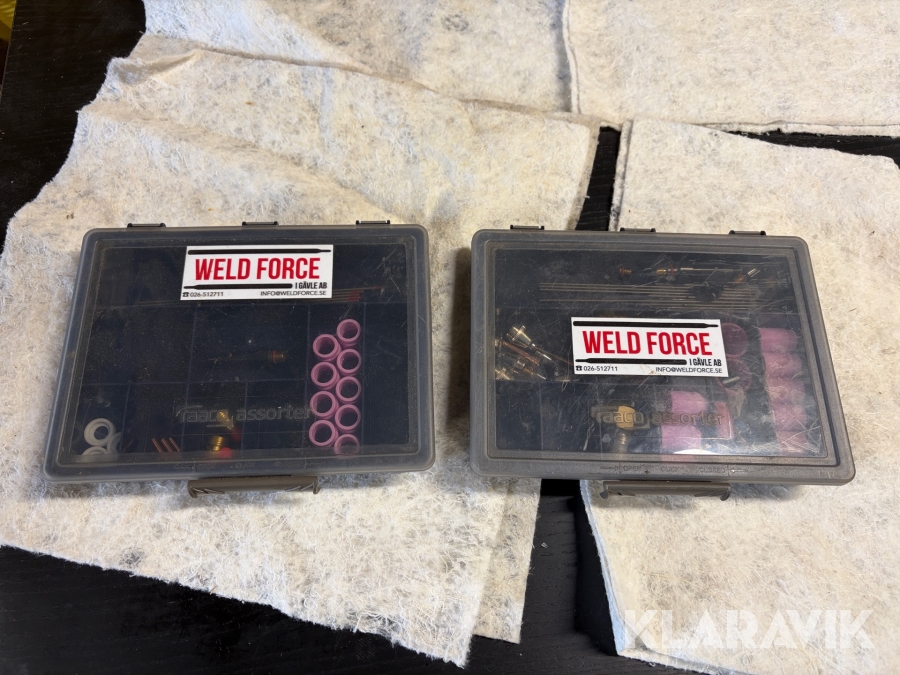 WELD FORCE
I GÄVLE AB
☎026-512711 INFO@WELDFORCE.SE
raaco assorter
WELD FORCE
I GÄVLE AB
☎026-512711 INFO@WELDFORCE.SE
raaco assorter
KLARAVIK